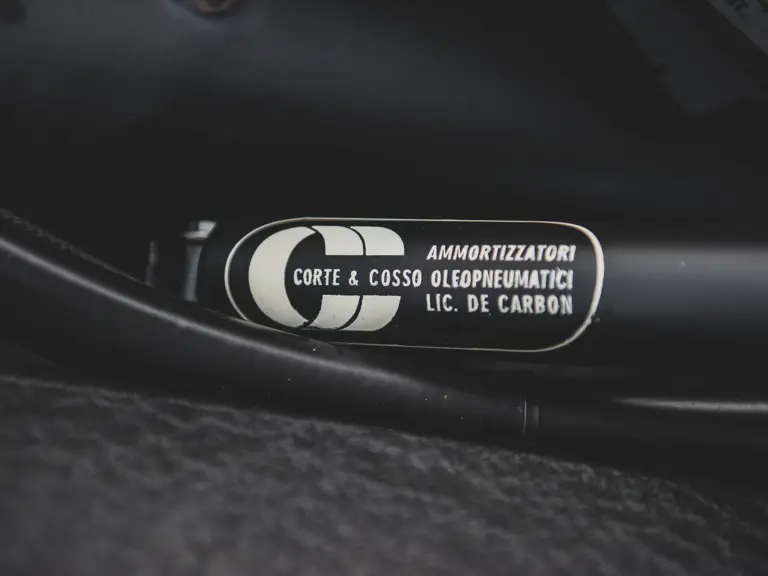 AMMORTIZZATORI
CORTE & COSSO OLEOPNEUMATICI
LIC. DE CARBON